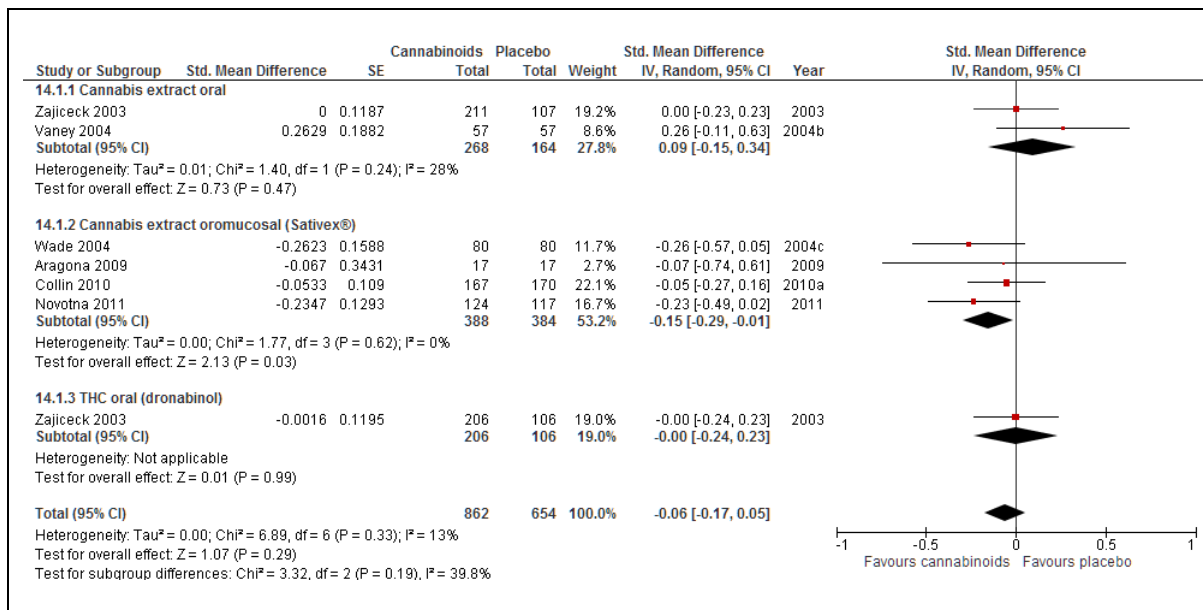 Cannabinoids Placebo Std. Mean Difference Std. Mean Difference
Study or Subgroup Std. Mean Difference SE Total Total Weight IV, Random, 95% CI Year IV, Random, 95% CI
14.1.1 Cannabis extract oral
Zajiceck 2003 0 0.1187 211 107 19.2% 0.00 [-0.23, 0.23] 2003
Vaney 2004 0.2629 0.1882 57 57 8.6% 0.26 [-0.11, 0.63] 2004b
Subtotal (95% CI) 268 164 27.8% 0.09 [-0.15, 0.34]
Heterogeneity: Tau² = 0.01; Chi² = 1.40, df = 1 (P = 0.24); I² = 28%
Test for overall effect: Z = 0.73 (P = 0.47)
14.1.2 Cannabis extract oromucosal (Sativex®)
Wade 2004 -0.2623 0.1588 80 80 11.7% -0.26 [-0.57, 0.05] 2004c
Aragona 2009 -0.067 0.3431 17 17 2.7% -0.07 [-0.74, 0.61] 2009
Collin 2010 -0.0533 0.109 167 170 22.1% -0.05 [-0.27, 0.16] 2010a
Novotna 2011 -0.2347 0.1293 124 117 16.7% -0.23 [-0.49, 0.02] 2011
Subtotal (95% CI) 388 384 53.2% -0.15 [-0.29, -0.01]
Heterogeneity: Tau² = 0.00; Chi² = 1.77, df = 3 (P = 0.62); I² = 0%
Test for overall effect: Z = 2.13 (P = 0.03)
14.1.3 THC oral (dronabinol)
Zajiceck 2003 -0.0016 0.1195 206 106 19.0% -0.00 [-0.24, 0.23] 2003
Subtotal (95% CI) 206 106 19.0% -0.00 [-0.24, 0.23]
Heterogeneity: Not applicable
Test for overall effect: Z = 0.01 (P = 0.99)
Total (95% CI) 862 654 100.0% -0.06 [-0.17, 0.05]
Heterogeneity: Tau² = 0.00; Chi² = 6.89, df = 6 (P = 0.33); I² = 13%
Test for overall effect: Z = 1.07 (P = 0.29)
Test for subgroup differences: Chi² = 3.32, df = 2 (P = 0.19), I² = 39.8%
-1 -0.5 0 0.5 1
Favours cannabinoids Favours placebo